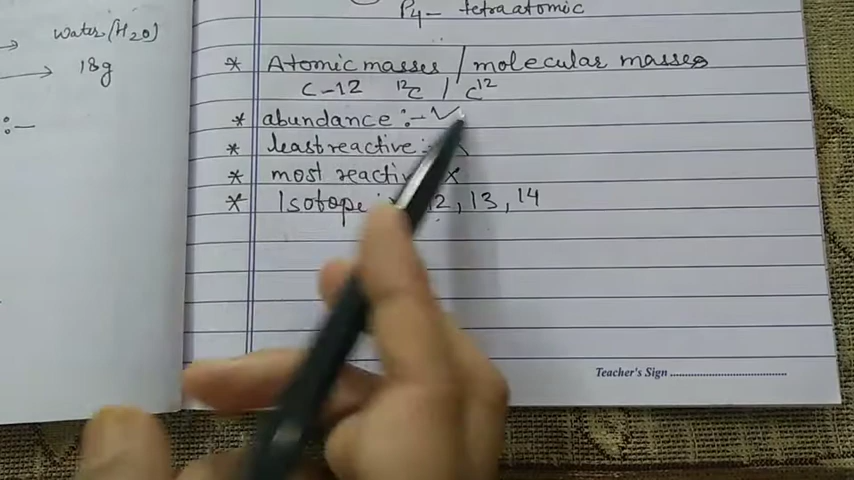 P4- tetraatomic
Water (H2O)
18g
:-
* Atomic masses / molecular masses
C-12 12C / C12
* abundance :- ✓
* least reactive :-
* most reactive x
* Isotope 12, 13, 14
Teacher's Sign